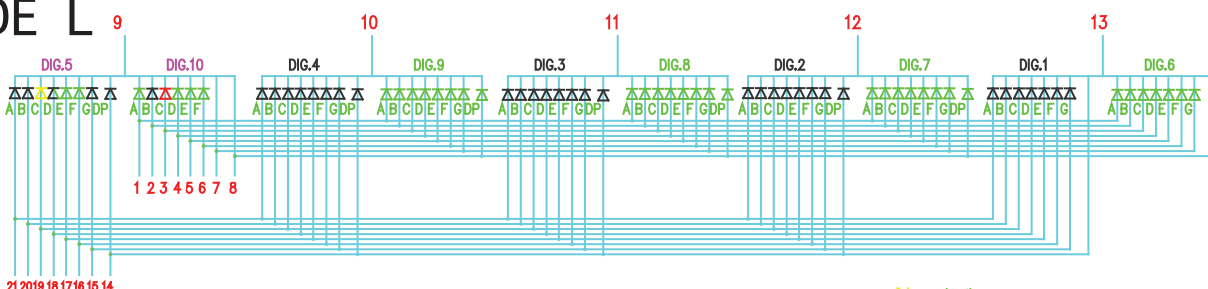 DE L
9 10 11 12 13
DIG.5 DIG.10 DIG.4 DIG.9 DIG.3 DIG.8 DIG.2 DIG.7 DIG.1 DIG.6
A B C D E F G DP A B C D E F A B C D E F G DP A B C D E F G DP A B C D E F G DP A B C D E F G DP A B C D E F G DP A B C D E F G DP A B C D E F G A B C D E F G
1 2 3 4 5 6 7 8
21 20 19 18 17 16 15 14